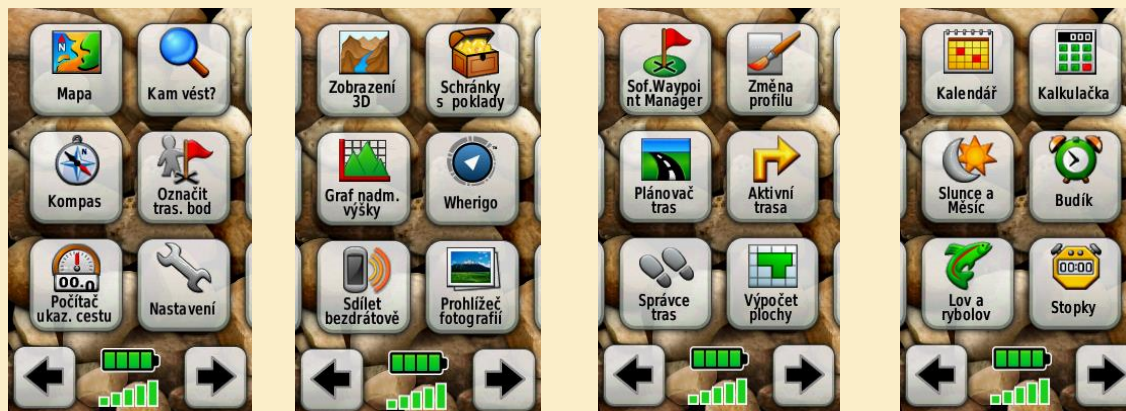 Mapa
Kam vést?
Kompas
Označit
tras. bod
00.0
Počítač
ukaz. cestu
Nastavení
Zobrazení
3D
Schránky
s poklady
Graf nadm.
výšky
Wherigo
Sdílet
bezdrátově
Prohlížeč
fotografií
Sof.Waypoi
nt Manager
Změna
profilu
Plánovač
tras
Aktivní
trasa
Správce
tras
Výpočet
plochy
Kalendář
000
Kalkulačka
Slunce a
Měsíc
Budík
Lov a
rybolov
00:00
Stopky